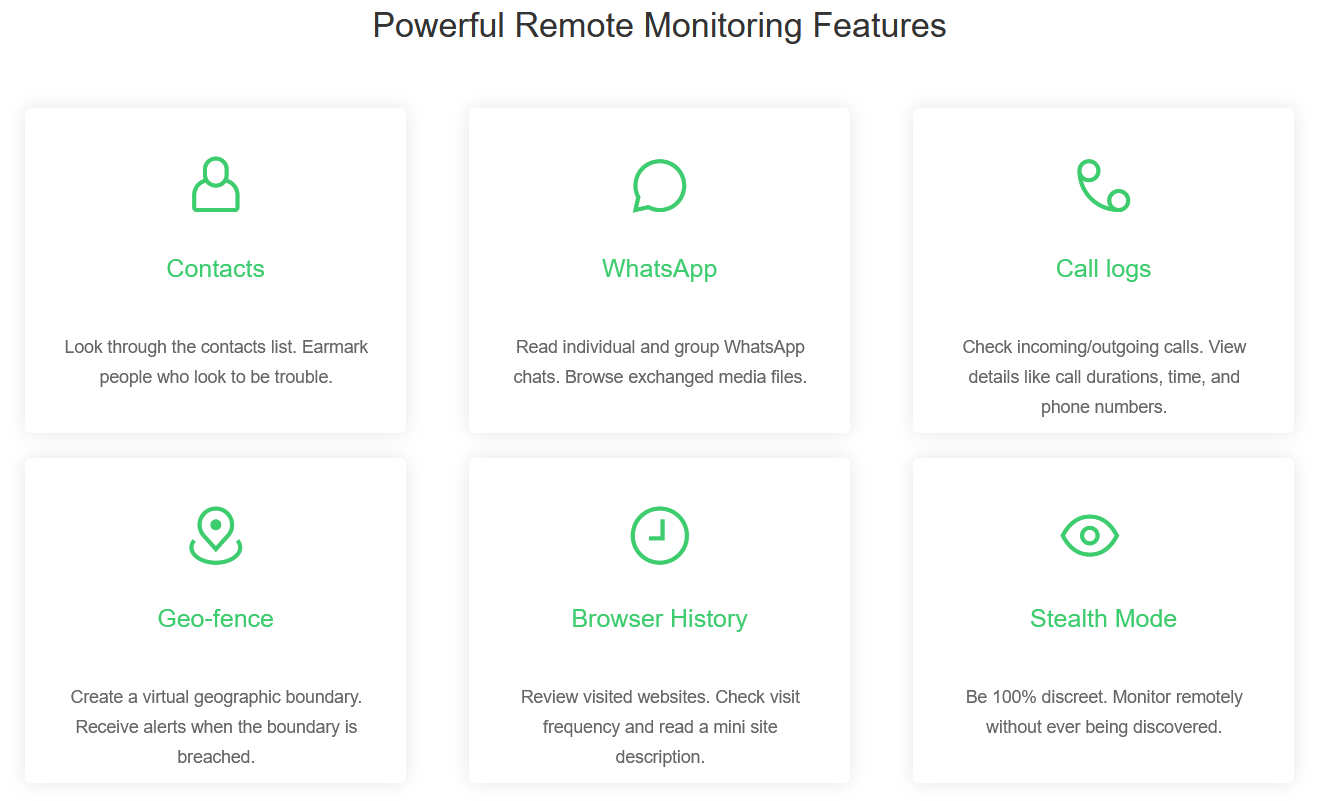 Powerful Remote Monitoring Features
Contacts
Look through the contacts list. Earmark
people who look to be trouble.
WhatsApp
Read individual and group WhatsApp
chats. Browse exchanged media files.
Call logs
Check incoming/outgoing calls. View
details like call durations, time, and
phone numbers.
Geo-fence
Create a virtual geographic boundary.
Receive alerts when the boundary is
breached.
Browser History
Review visited websites. Check visit
frequency and read a mini site
description.
Stealth Mode
Be 100% discreet. Monitor remotely
without ever being discovered.